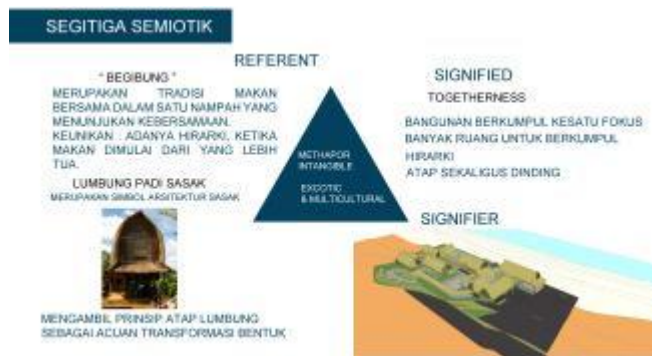 SEGITIGA SEMIOTIK
REFERENT
" BEGIBUNG "
MERUPAKAN TRADISI MAKAN
BERSAMA DALAM SATU NAMPAH YANG
MENUNJUKAN KEBERSAMAAN.
KEUNIKAN : ADANYA HIRARKI, KETIKA
MAKAN DIMULAI DARI YANG LEBIH
TUA.
LUMBUNG PADI SASAK
MERUPAKAN SIMBOL ARSITEKTUR SASAK
MENGAMBIL PRINSIP ATAP LUMBUNG
SEBAGAI ACUAN TRANSFORMASI BENTUK
METHAPOR
INTANGIBLE
EXCOTIC
& MULTICULTURAL
SIGNIFIED
TOGETHERNESS
BANGUNAN BERKUMPUL KESATU FOKUS
BANYAK RUANG UNTUK BERKUMPUL
HIRARKI
ATAP SEKALIGUS DINDING
SIGNIFIER